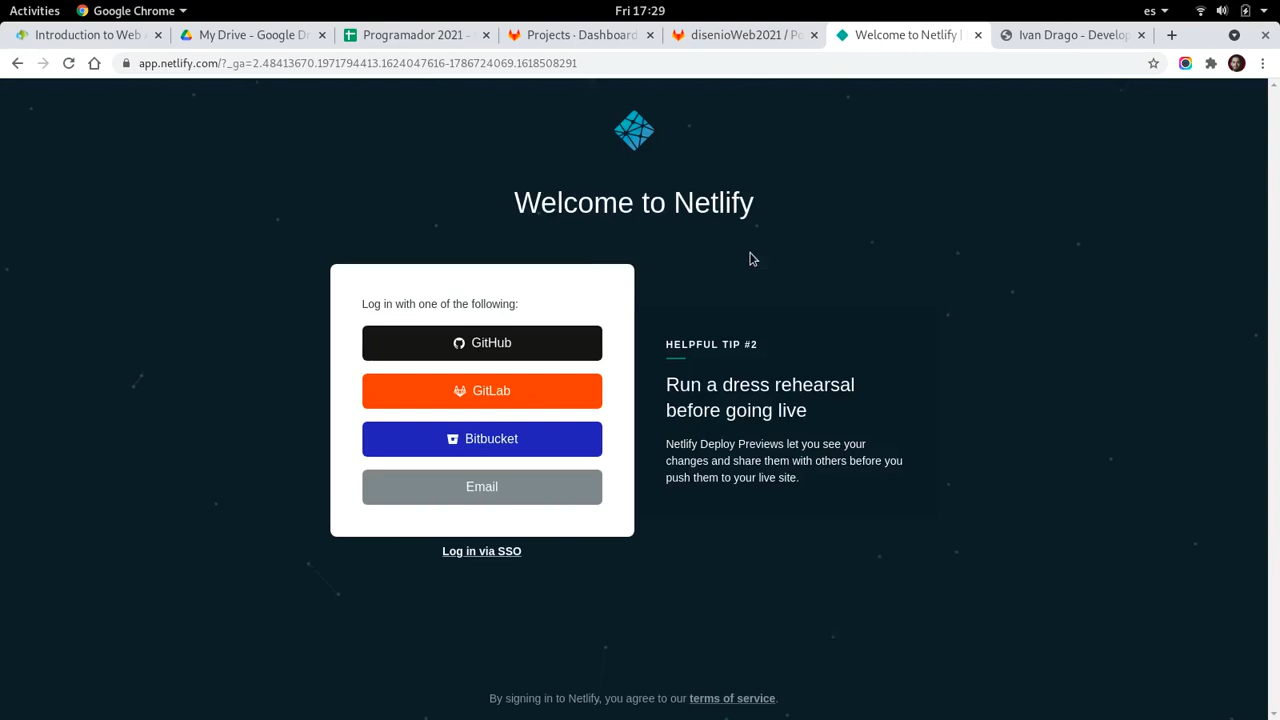 Activities Google Chrome Fri 17:29 es
Introduction to Web A My Drive - Google Dr Programador 2021 - Projects · Dashboard disenioWeb2021 / Po Welcome to Netlify | Ivan Drago - Develop
app.netlify.com/?_ga=2.48413670.1971794413.1624047616-1786724069.1618508291
Welcome to Netlify
Log in with one of the following:
GitHub
GitLab
Bitbucket
Email
Log in via SSO
HELPFUL TIP #2
Run a dress rehearsal
before going live
Netlify Deploy Previews let you see your
changes and share them with others before you
push them to your live site.
By signing in to Netlify, you agree to our terms of service.